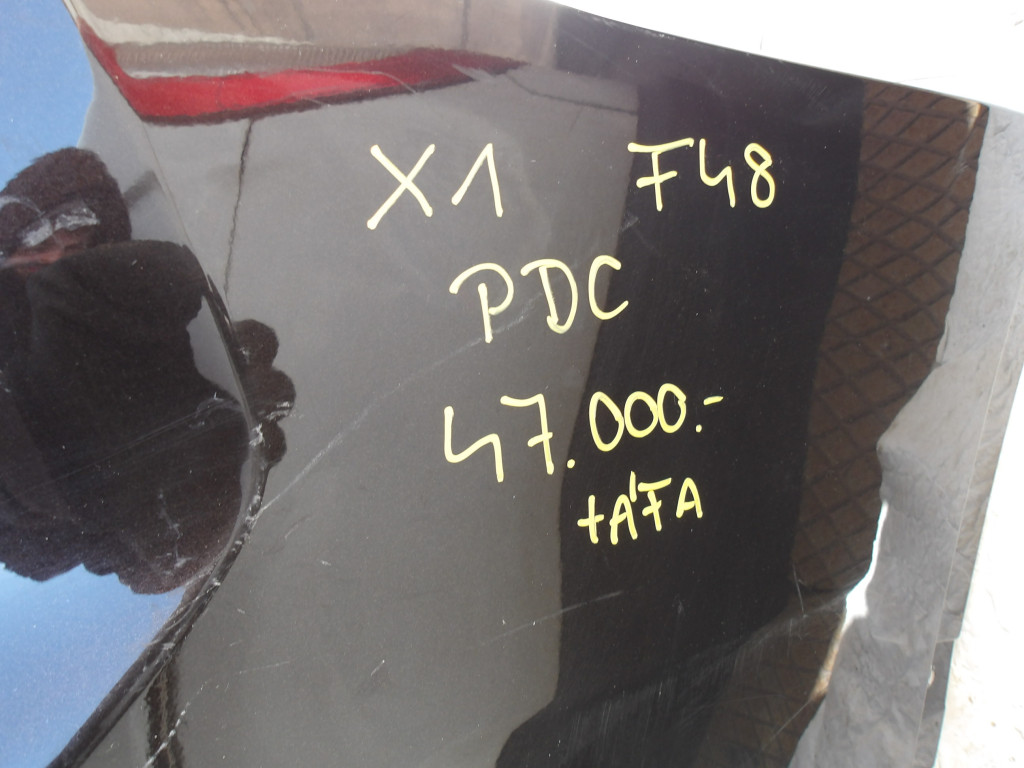 X1 F48
PDC
47.000.-
+ÁFA